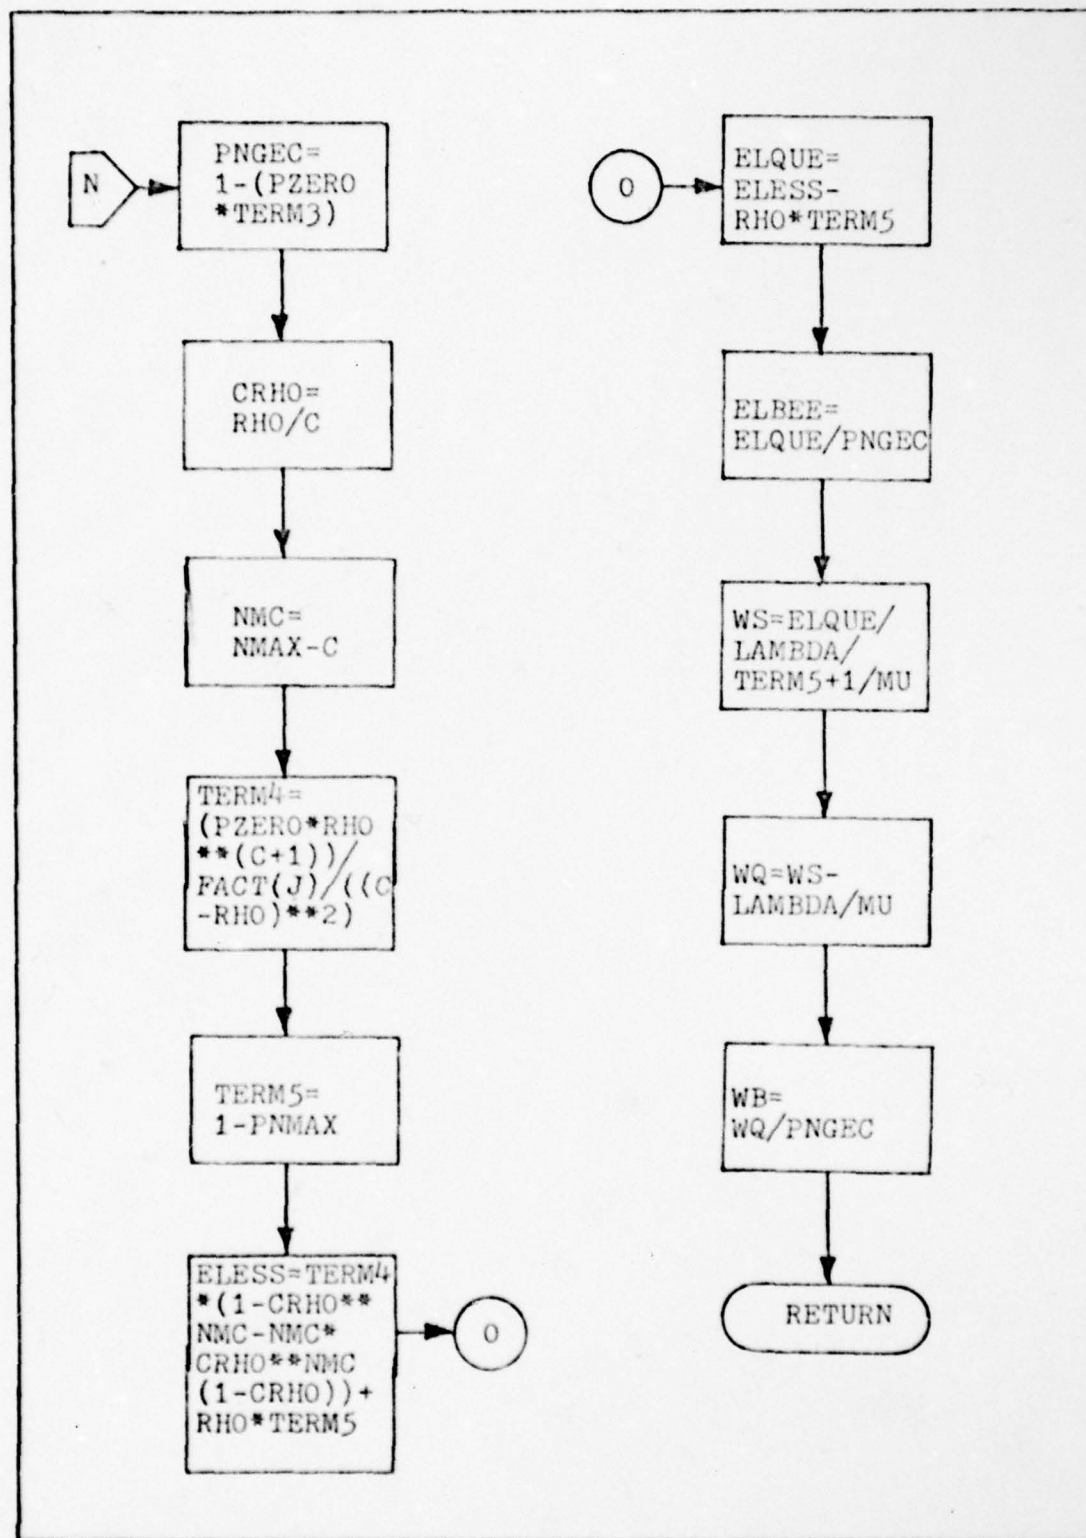 N
PNGEC=
1-(PZERO
*TERM3)
CRHO=
RHO/C
NMC=
NMAX-C
TERM4=
(PZERO*RHO
**(C+1))/
FACT(J)/((C
-RHO)**2)
TERM5=
1-PNMAX
ELESS=TERM4
*(1-CRHO**
NMC-NMC*
CRHO**NMC
(1-CRHO))+
RHO*TERM5
O
O
ELQUE=
ELESS-
RHO*TERM5
ELBEE=
ELQUE/PNGEC
WS=ELQUE/
LAMBDA/
TERM5+1/MU
WQ=WS-
LAMBDA/MU
WB=
WQ/PNGEC
RETURN